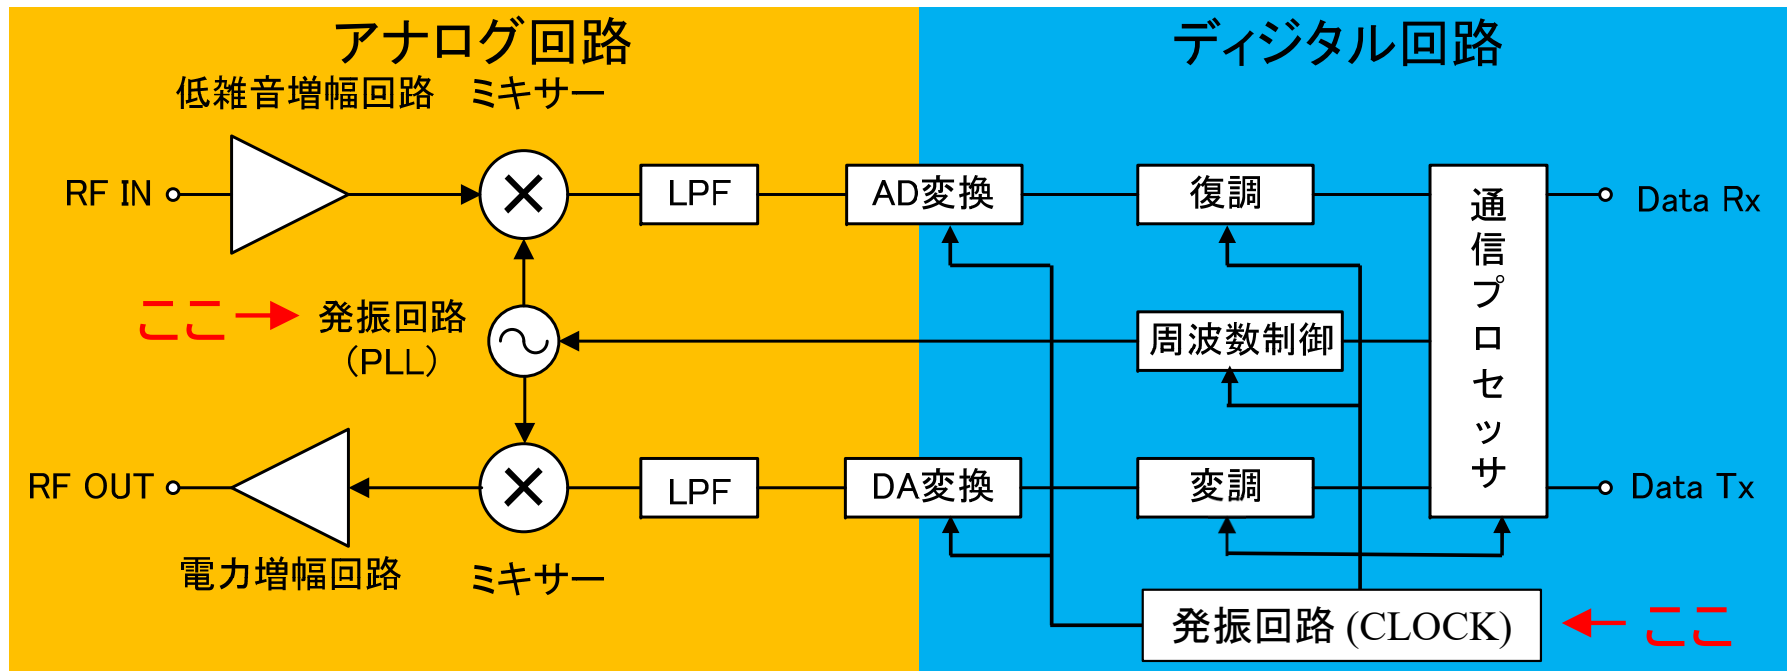 アナログ回路
ディジタル回路
低雑音増幅回路
ミキサー
RF IN
LPF
AD変換
復調
通信プロセッサ
Data Rx
ここ
発振回路
(PLL)
周波数制御
RF OUT
LPF
DA変換
変調
Data Tx
電力増幅回路
ミキサー
発振回路 (CLOCK)
ここ